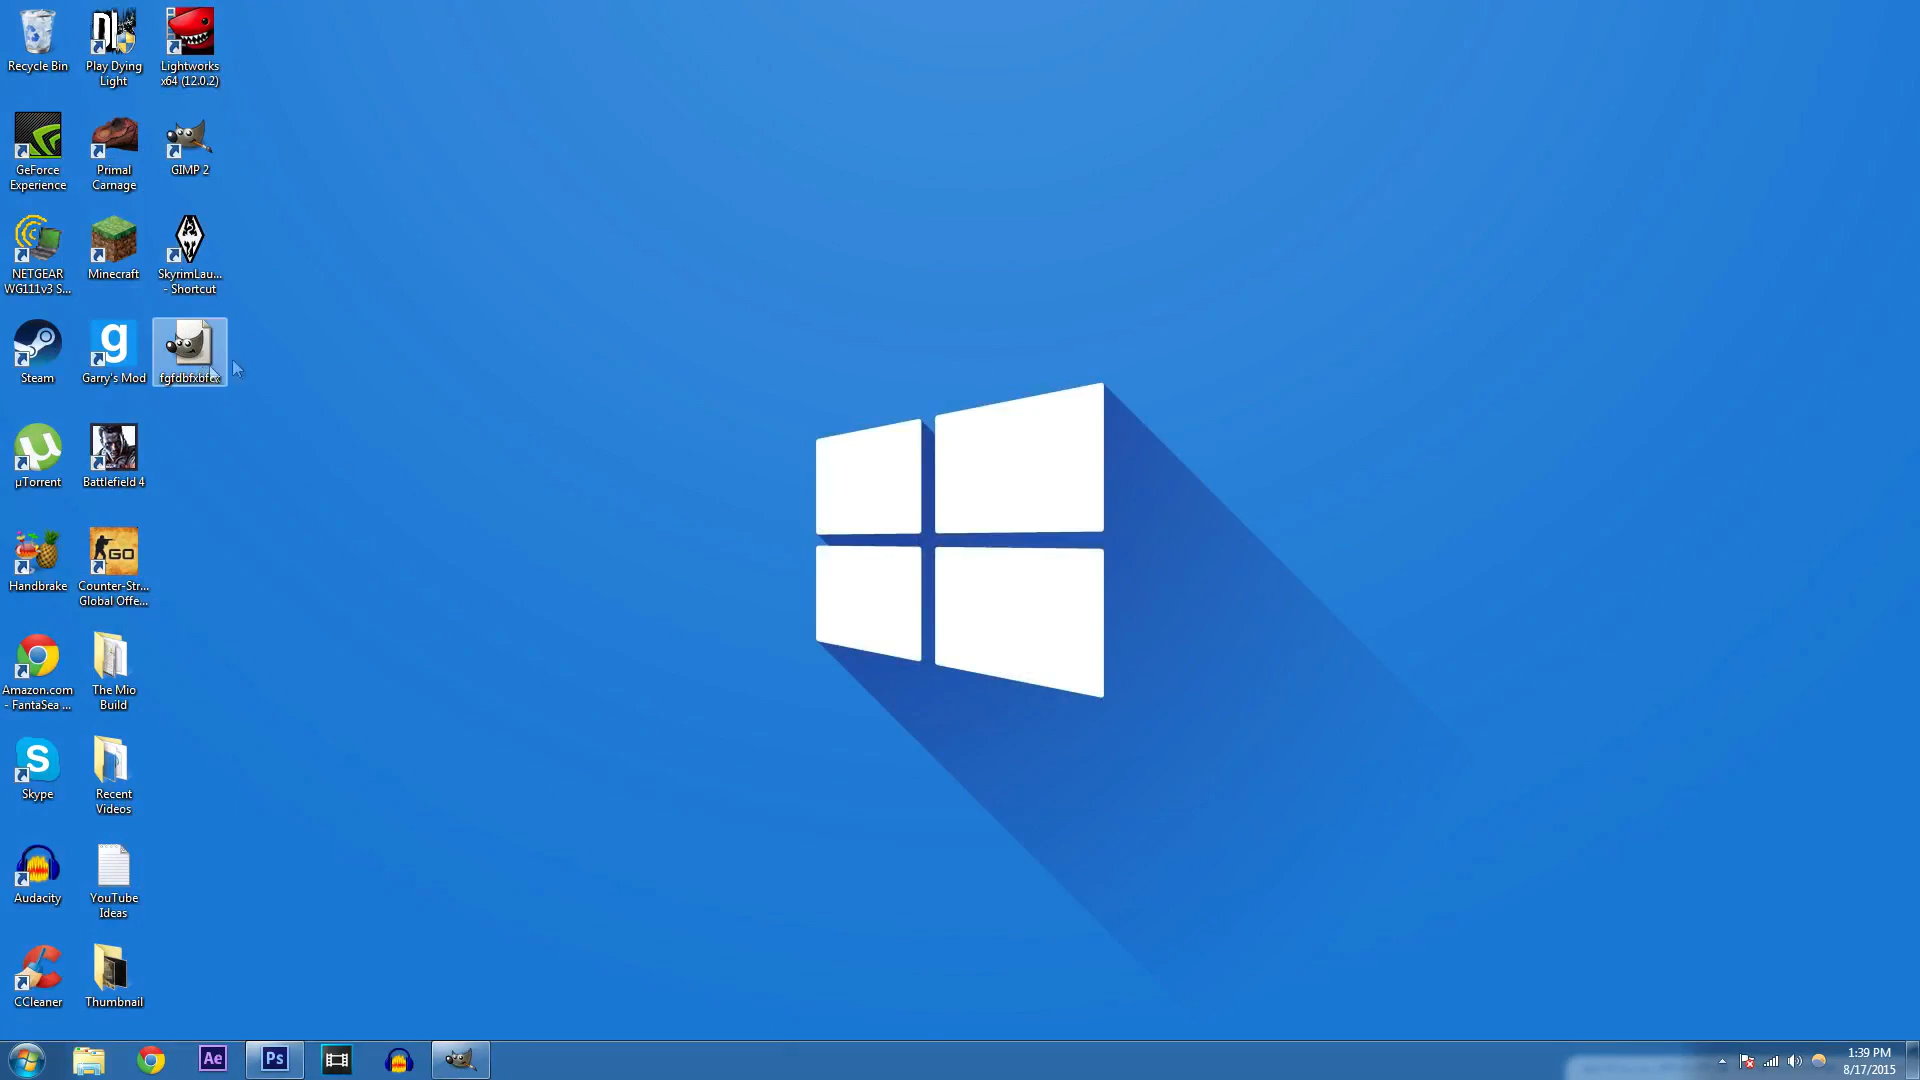 Recycle Bin
Play Dying
Light
Lightworks
x64 (12.0.2)
GeForce
Experience
Primal
Carnage
GIMP 2
NETGEAR
WG111v3 S...
Minecraft
SkyrimLau...
- Shortcut
Steam
g
Garry's Mod
µTorrent
Battlefield 4
Handbrake
GO
Counter-Str...
Global Offe...
Amazon.com
- FantaSea ...
The Mio
Build
S
Skype
Recent
Videos
Audacity
YouTube
Ideas
CCleaner
Thumbnail
Ae
Ps
1:39 PM
8/17/2015